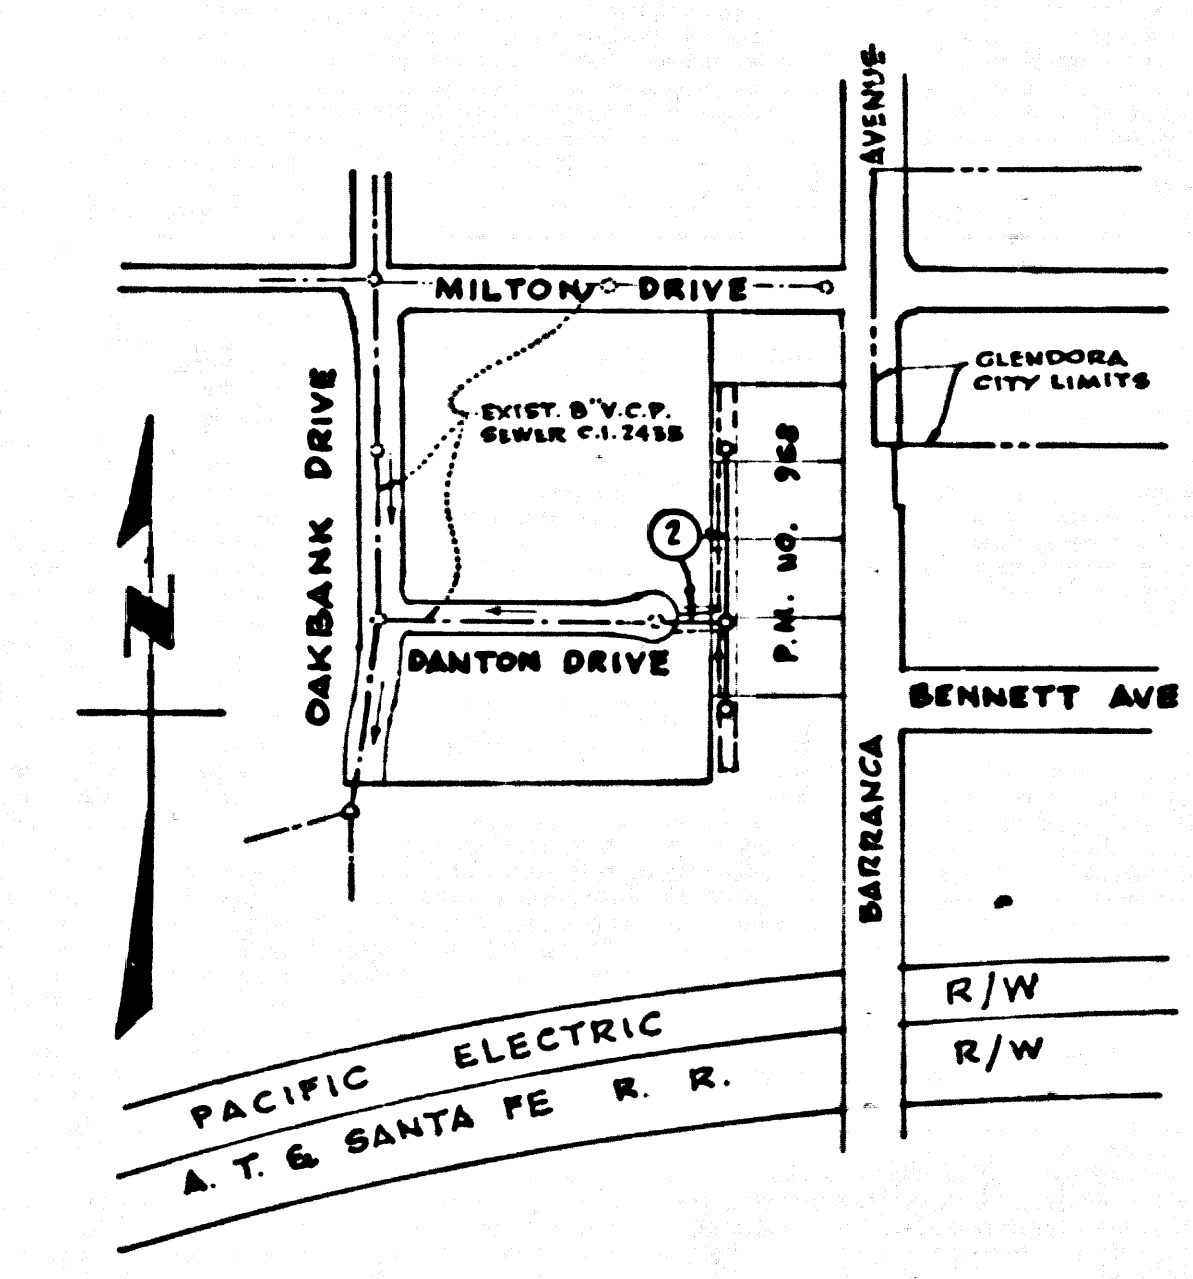 AVENUE
MILTON DRIVE
GLENDORA
CITY LIMITS
OAKBANK DRIVE
EXIST. 8" V.C.P.
SEWER C.I. 2435
P.M. NO. 968
2
N
DANTON DRIVE
BENNETT AVE
BARRANCA
R/W
PACIFIC ELECTRIC
R/W
A. T. & SANTA FE R. R.